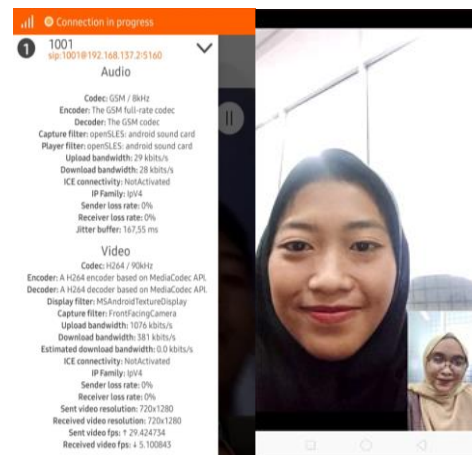 Connection in progress
1
1001
sip:1001@192.168.137.2:5160
Audio
Codec: GSM / 8kHz
Encoder: The GSM full-rate codec
Decoder: The GSM codec
Capture filter: openSLES: android sound card
Player filter: openSLES: android sound card
Upload bandwidth: 29 kbits/s
Download bandwidth: 28 kbits/s
ICE connectivity: NotActivated
IP Family: IpV4
Sender loss rate: 0%
Receiver loss rate: 0%
Jitter buffer: 167,55 ms
Video
Codec: H264 / 90kHz
Encoder: A H264 encoder based on MediaCodec API.
Decoder: A H264 decoder based on MediaCodec API.
Display filter: MSAndroidTextureDisplay
Capture filter: FrontFacingCamera
Upload bandwidth: 1076 kbits/s
Download bandwidth: 381 kbits/s
Estimated download bandwidth: 0.0 kbits/s
ICE connectivity: NotActivated
IP Family: IpV4
Sender loss rate: 0%
Receiver loss rate: 0%
Sent video resolution: 720x1280
Received video resolution: 720x1280
Sent video fps: ↑ 29.424734
Received video fps: ↓ 5.100843